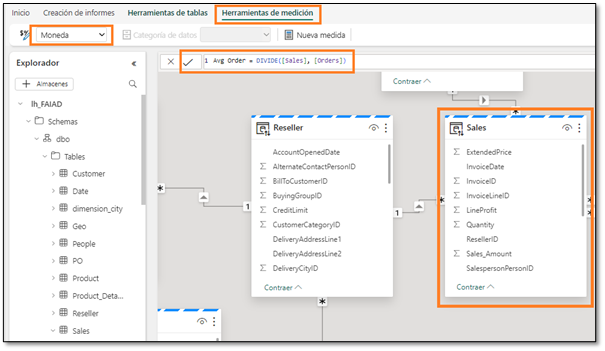 Inicio Creación de informes Herramientas de tablas Herramientas de medición
Moneda
Categoría de datos
Nueva medida
Explorador
1 Avg Order = DIVIDE([Sales], [Orders])
+ Almacenes
lh_FAIAD
Schemas
dbo
Tables
Customer
Date
dimension_city
Geo
People
PO
Product
Product_Deta...
Reseller
Sales
Contraer
Reseller
AccountOpenedDate
AlternateContactPersonID
BillToCustomerID
BuyingGroupID
CreditLimit
CustomerCategoryID
DeliveryAddressLine1
DeliveryAddressLine2
DeliveryCityID
Contraer
1
1
Sales
ExtendedPrice
InvoiceDate
InvoiceID
InvoiceLineID
LineProfit
Quantity
ResellerID
Sales_Amount
SalespersonPersonID
Contraer